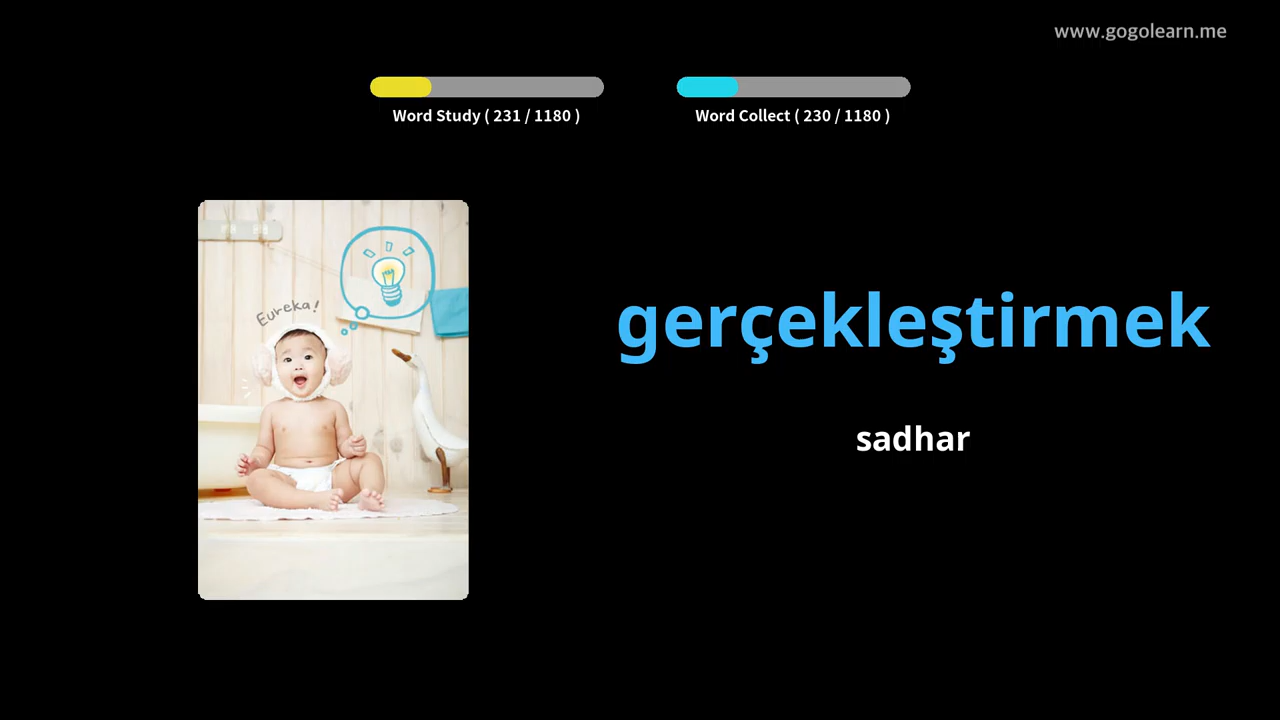 www.gogolearn.me
Word Study ( 231 / 1180 )
Word Collect ( 230 / 1180 )
Eureka!
gerçekleştirmek
sadhar